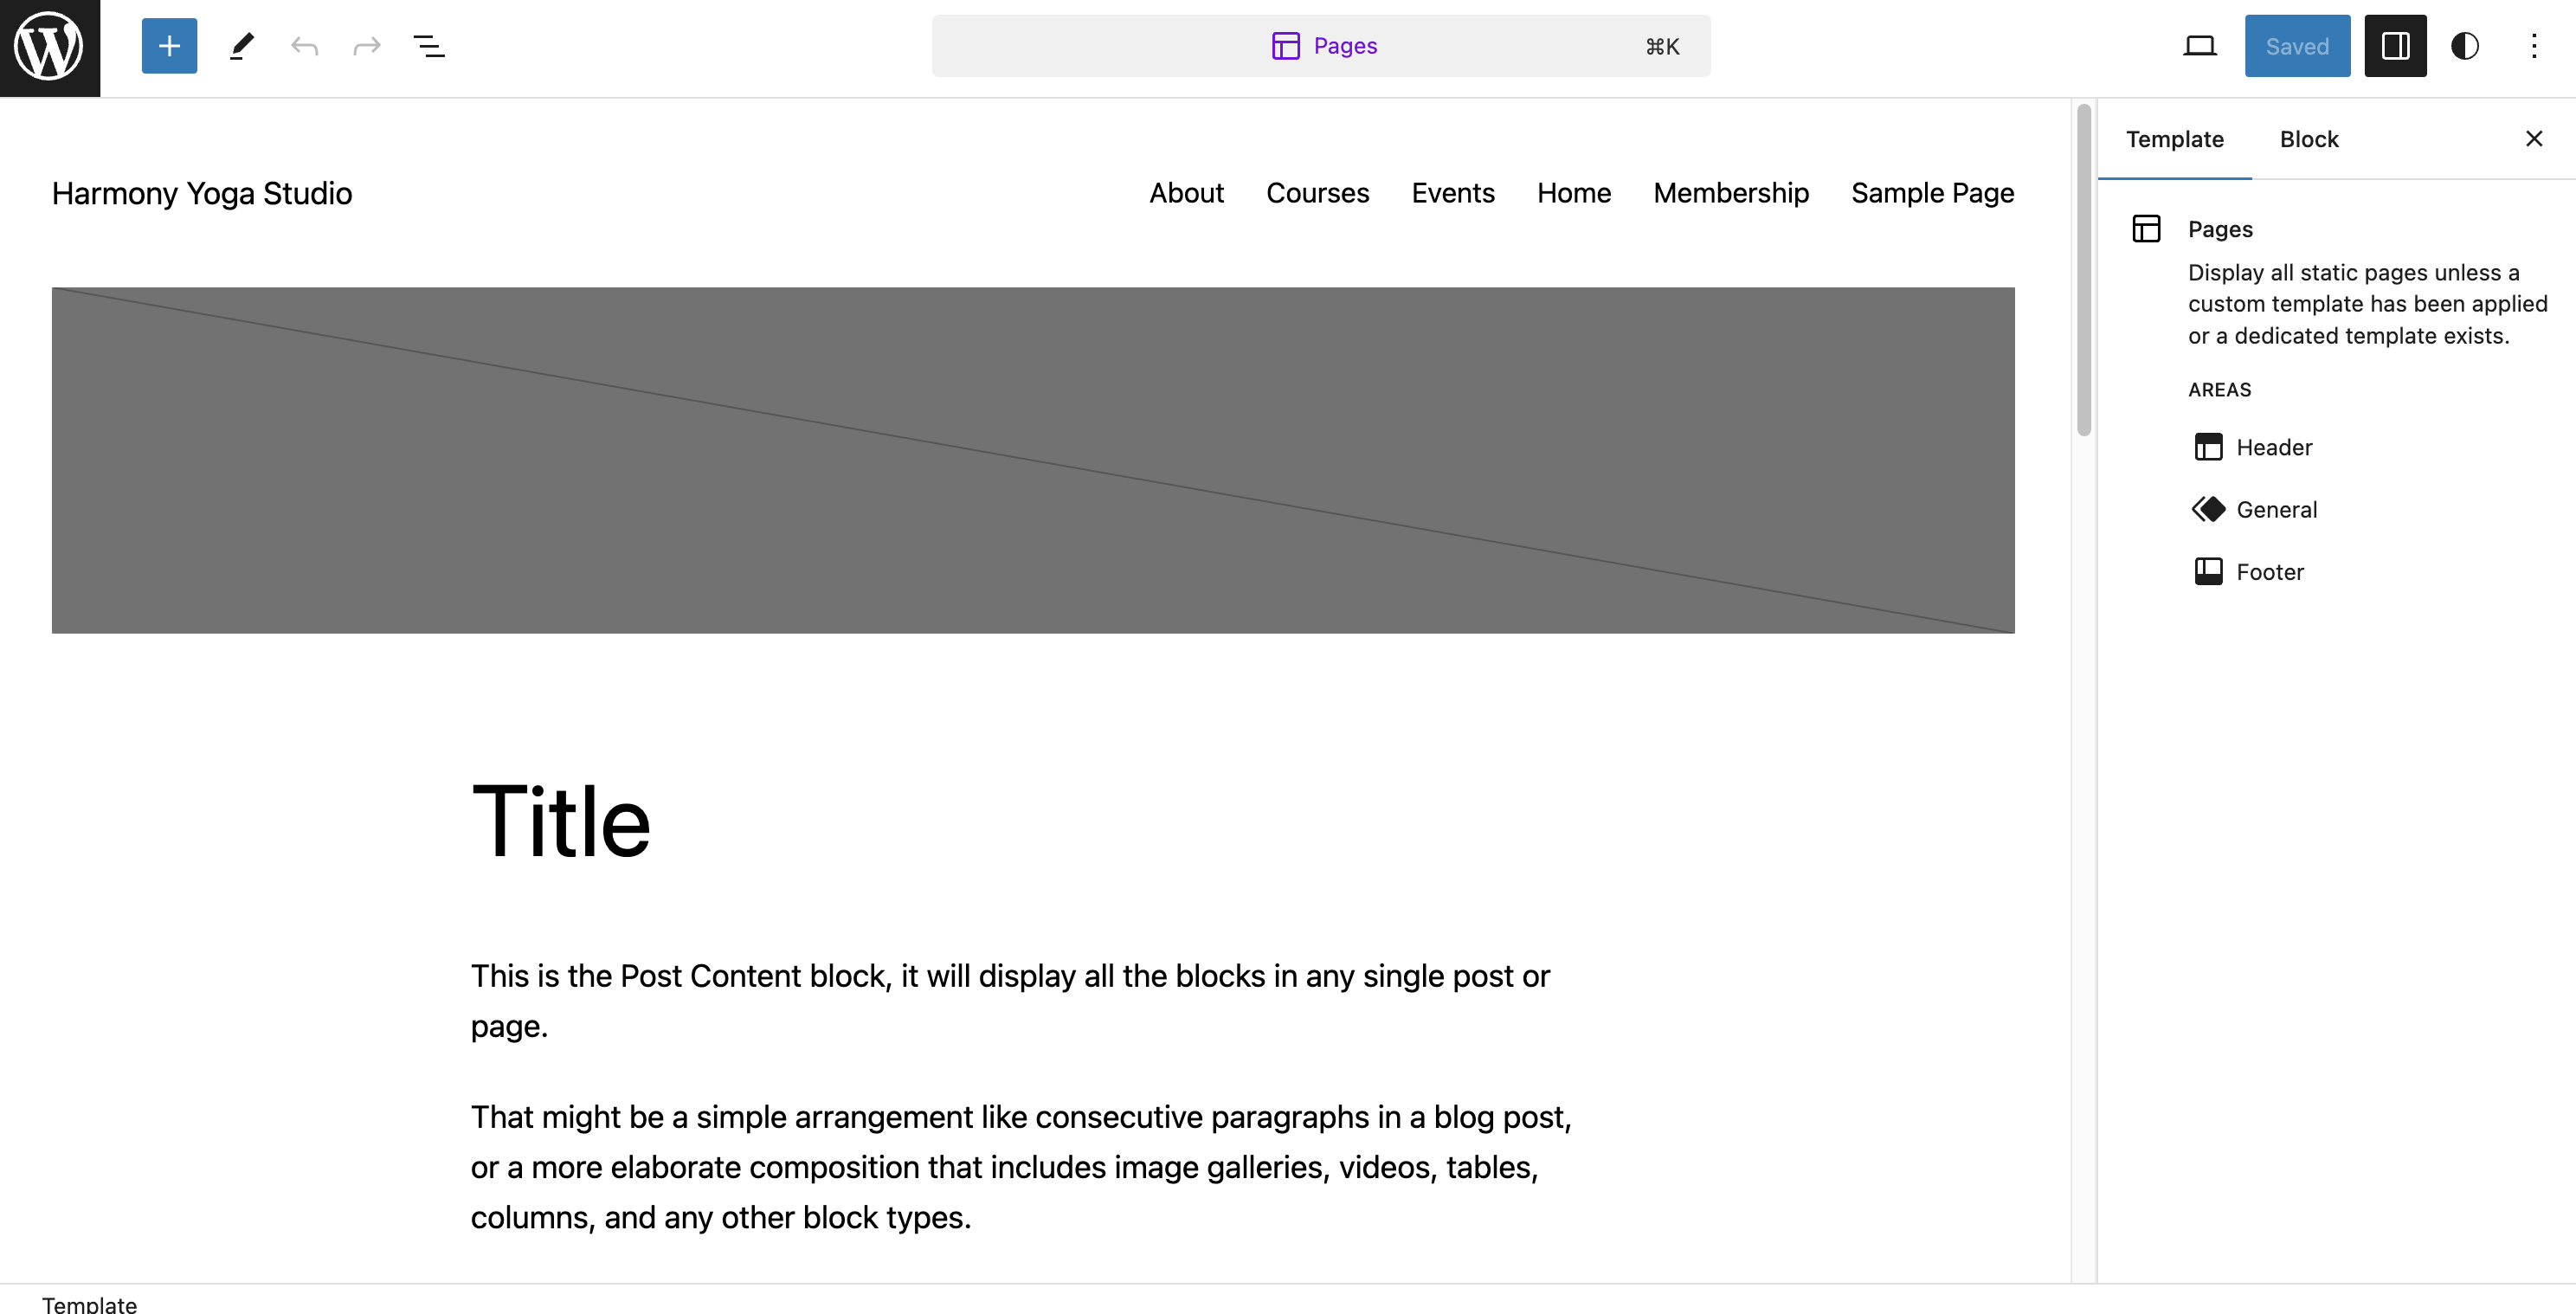 Pages ⌘K
Saved
Harmony Yoga Studio
About Courses Events Home Membership Sample Page
Title
This is the Post Content block, it will display all the blocks in any single post or
page.
That might be a simple arrangement like consecutive paragraphs in a blog post,
or a more elaborate composition that includes image galleries, videos, tables,
columns, and any other block types.
Template Block
Pages
Display all static pages unless a
custom template has been applied
or a dedicated template exists.
AREAS
Header
General
Footer
Template